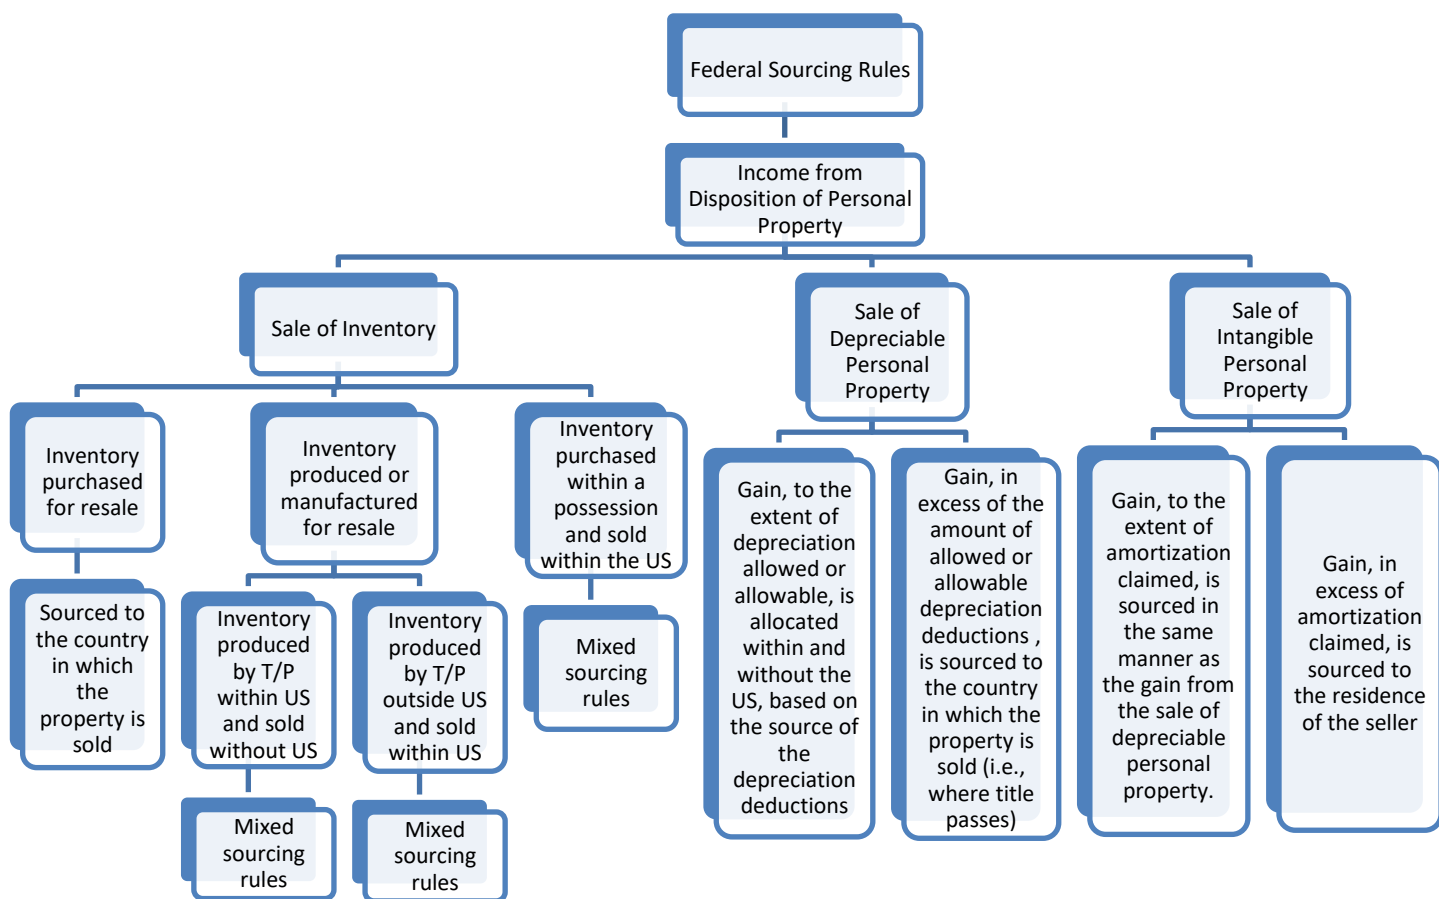 Federal Sourcing Rules
Income from
Disposition of Personal
Property
Sale of Inventory
Inventory
purchased
for resale
Sourced to
the country
in which
the
property is
sold
Inventory
produced or
manufactured
for resale
Inventory
produced
by T/P
within US
and sold
without US
Mixed
sourcing
rules
Inventory
produced
by T/P
outside US
and sold
within US
Mixed
sourcing
rules
Inventory
purchased
within a
possession
and sold
within the
US
Mixed
sourcing
rules
Sale of
Depreciable
Personal
Property
Gain, to the
extent of
depreciation
allowed or
allowable, is
allocated
within and
without the
US, based on
the source of
the
depreciation
deductions
Gain, in
excess of the
amount of
allowed or
allowable
depreciation
deductions ,
is sourced to
the country
in which the
property is
sold (i.e.,
where title
passes)
Sale of
Intangible
Personal
Property
Gain, to the
extent of
amortization
claimed, is
sourced in
the same
manner as
the gain from
the sale of
depreciable
personal
property.
Gain, in
excess of
amortization
claimed, is
sourced to
the residence
of the seller